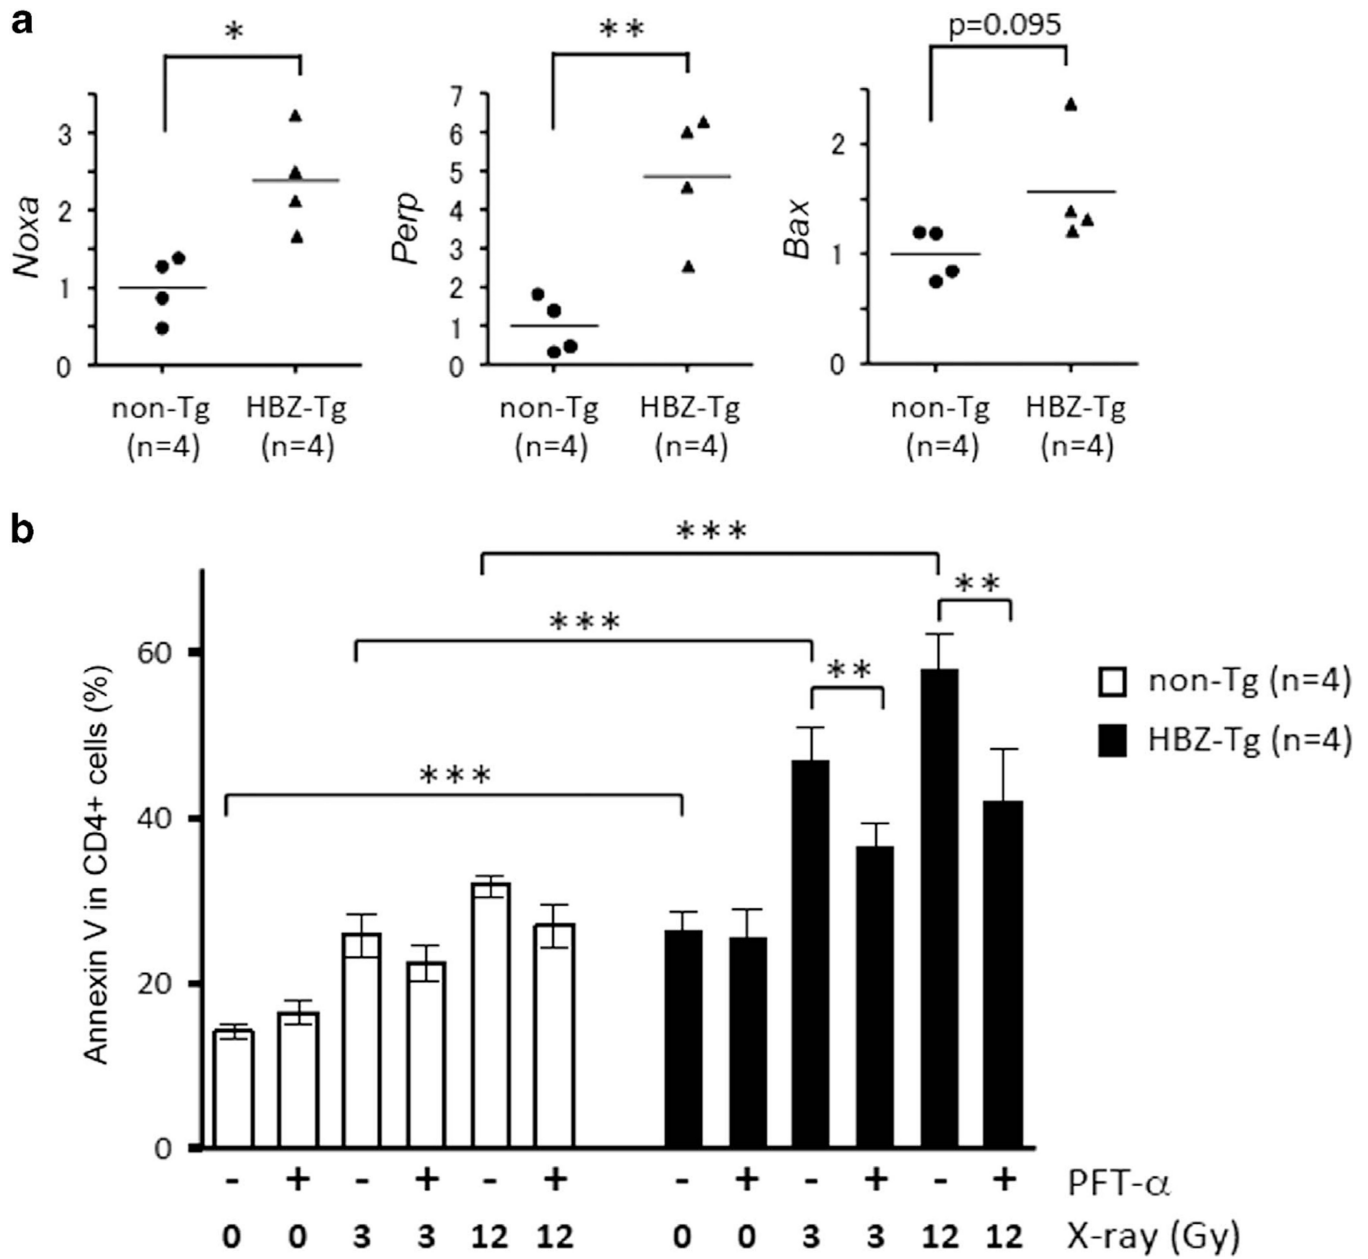 a
*
**
p=0.095
Noxa
3
2
1
0
non-Tg
(n=4)
HBZ-Tg
(n=4)
Perp
7
6
5
4
3
2
1
0
non-Tg
(n=4)
HBZ-Tg
(n=4)
Bax
2
1
0
non-Tg
(n=4)
HBZ-Tg
(n=4)
b
Annexin V in CD4+ cells (%)
60
40
20
0
***
***
***
**
**
non-Tg (n=4)
HBZ-Tg (n=4)
- + - + - + - + - + - + PFT-α
0 0 3 3 12 12 0 0 3 3 12 12 X-ray (Gy)